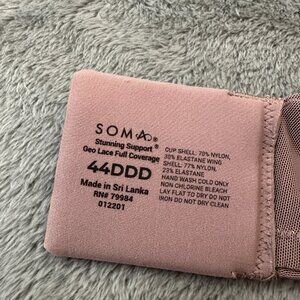 SOMA®
Stunning Support®
Geo Lace Full Coverage
44DDD
Made in Sri Lanka
RN# 79984
012201
CUP SHELL: 70% NYLON,
30% ELASTANE WING
SHELL: 77% NYLON,
23% ELASTANE
HAND WASH COLD ONLY
NON CHLORINE BLEACH
LAY FLAT TO DRY DO NOT
IRON OR DRY CLEAN